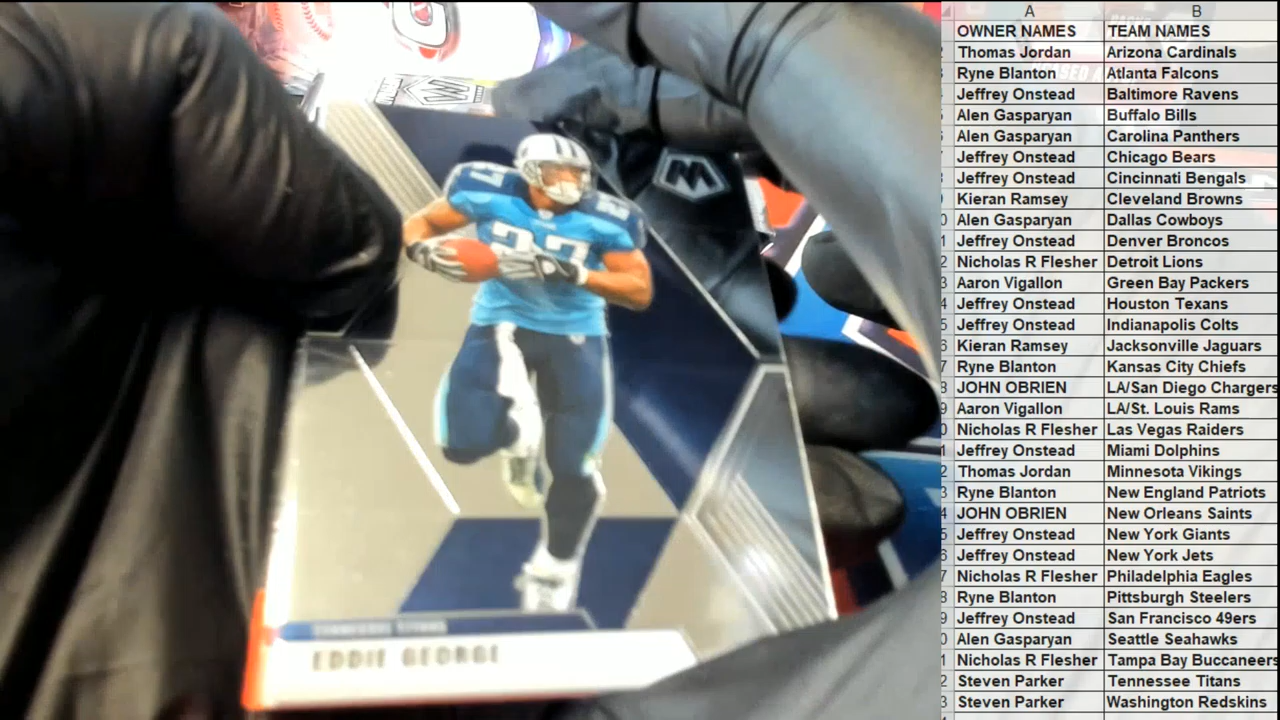 27
27
TENNESSEE TITANS
EDDIE GEORGE
A B
OWNER NAMES TEAM NAMES
Thomas Jordan Arizona Cardinals
Ryne Blanton Atlanta Falcons
Jeffrey Onstead Baltimore Ravens
Alen Gasparyan Buffalo Bills
Alen Gasparyan Carolina Panthers
Jeffrey Onstead Chicago Bears
Jeffrey Onstead Cincinnati Bengals
Kieran Ramsey Cleveland Browns
Alen Gasparyan Dallas Cowboys
Jeffrey Onstead Denver Broncos
Nicholas R Flesher Detroit Lions
Aaron Vigallon Green Bay Packers
Jeffrey Onstead Houston Texans
Jeffrey Onstead Indianapolis Colts
Kieran Ramsey Jacksonville Jaguars
Ryne Blanton Kansas City Chiefs
JOHN OBRIEN LA/San Diego Chargers
Aaron Vigallon LA/St. Louis Rams
Nicholas R Flesher Las Vegas Raiders
Jeffrey Onstead Miami Dolphins
Thomas Jordan Minnesota Vikings
Ryne Blanton New England Patriots
JOHN OBRIEN New Orleans Saints
Jeffrey Onstead New York Giants
Jeffrey Onstead New York Jets
Nicholas R Flesher Philadelphia Eagles
Ryne Blanton Pittsburgh Steelers
Jeffrey Onstead San Francisco 49ers
Alen Gasparyan Seattle Seahawks
Nicholas R Flesher Tampa Bay Buccaneers
Steven Parker Tennessee Titans
Steven Parker Washington Redskins